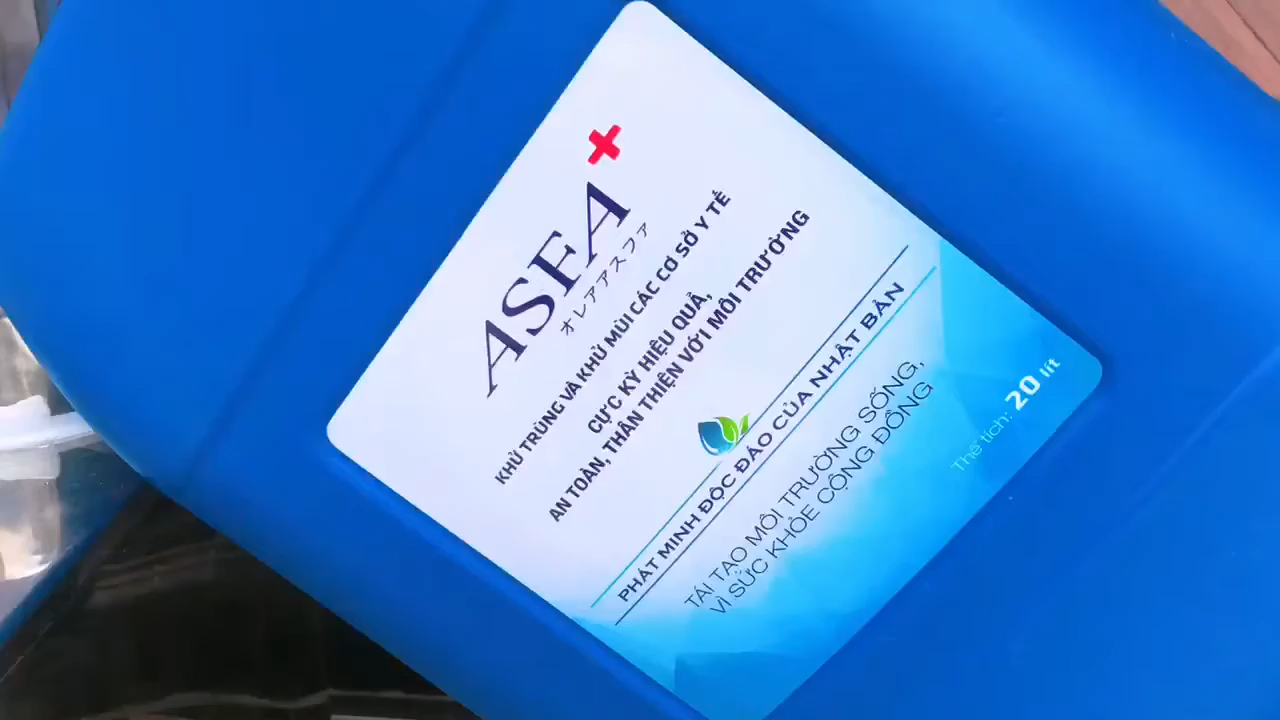 ASFA
オレアアスファ
KHỬ TRÙNG VÀ KHỬ MÙI CÁC CƠ SỞ Y TẾ
CỰC KỲ HIỆU QUẢ,
AN TOÀN, THÂN THIỆN VỚI MÔI TRƯỜNG
PHÁT MINH ĐỘC ĐÁO CỦA NHẬT BẢN
TÁI TẠO MÔI TRƯỜNG SỐNG,
VÌ SỨC KHỎE CỘNG ĐỒNG
Thể tích: 20 lít